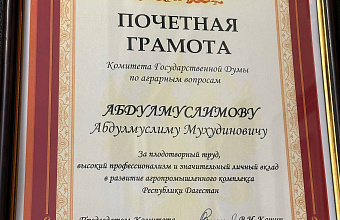 ПОЧЕТНАЯ
ГРАМОТА
Комитета Государственной Думы
по аграрным вопросам
АБДУЛМУСЛИМОВУ
Абдулмуслиму Мухудиновичу
За плодотворный труд,
высокий профессионализм и значительный личный вклад
в развитие агропромышленного комплекса
Республики Дагестан
Председатель Комитета